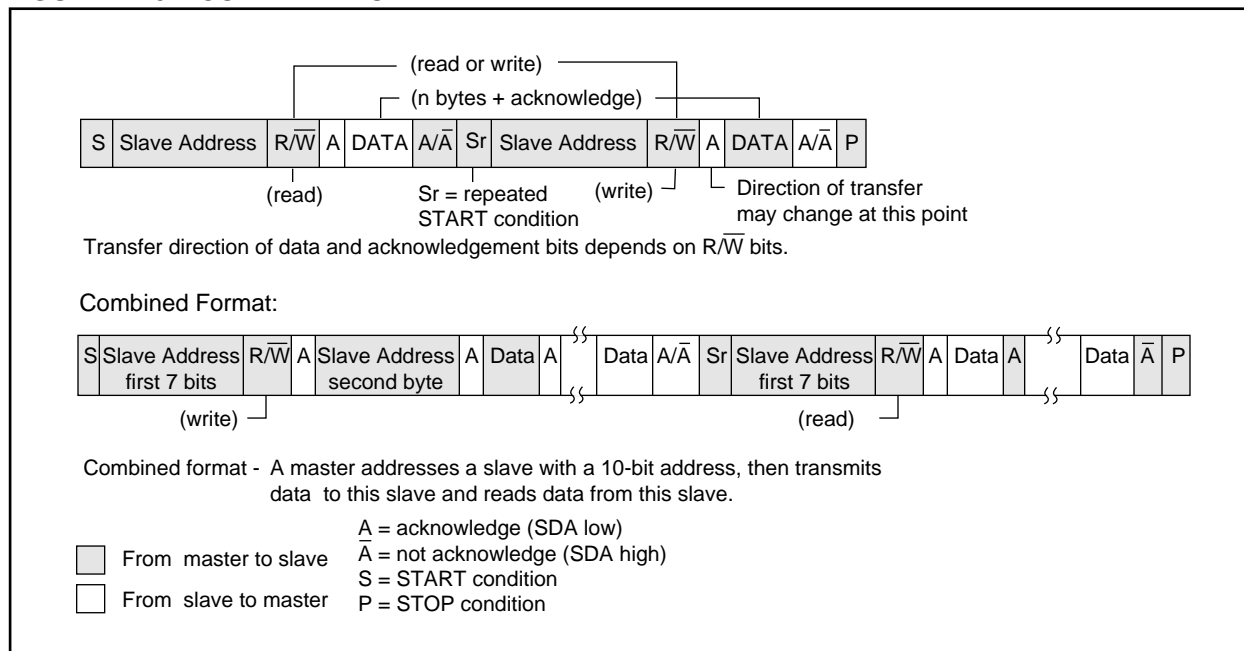 (read or write)
(n bytes + acknowledge)
S Slave Address R/W̅ A DATA A/A̅ Sr Slave Address R/W̅ A DATA A/A̅ P
(read) Sr = repeated (write) Direction of transfer
START condition may change at this point
Transfer direction of data and acknowledgement bits depends on R/W̅ bits.
Combined Format:
S Slave Address R/W̅ A Slave Address A Data A Data A/A̅ Sr Slave Address R/W̅ A Data A Data A̅ P
first 7 bits second byte first 7 bits
(write) (read)
Combined format - A master addresses a slave with a 10-bit address, then transmits
data to this slave and reads data from this slave.
A = acknowledge (SDA low)
From master to slave A̅ = not acknowledge (SDA high)
S = START condition
From slave to master P = STOP condition